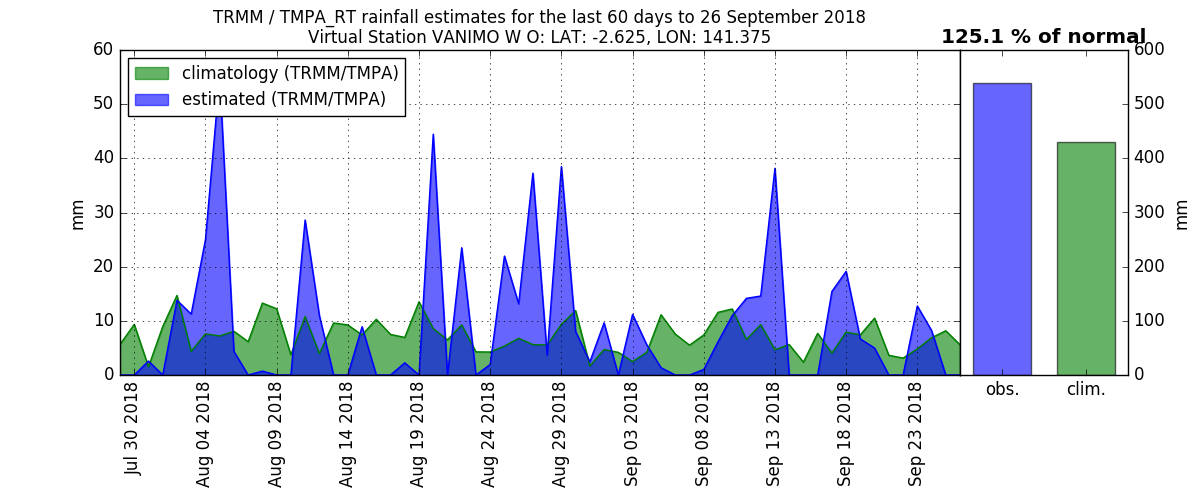 TRMM / TMPA_RT rainfall estimates for the last 60 days to 26 September 2018
Virtual Station VANIMO W O: LAT: -2.625, LON: 141.375
125.1 % of normal
climatology (TRMM/TMPA)
estimated (TRMM/TMPA)
60
50
40
30
20
10
0
mm
Jul 30 2018
Aug 04 2018
Aug 09 2018
Aug 14 2018
Aug 19 2018
Aug 24 2018
Aug 29 2018
Sep 03 2018
Sep 08 2018
Sep 13 2018
Sep 18 2018
Sep 23 2018
600
500
400
300
200
100
0
mm
obs.
clim.